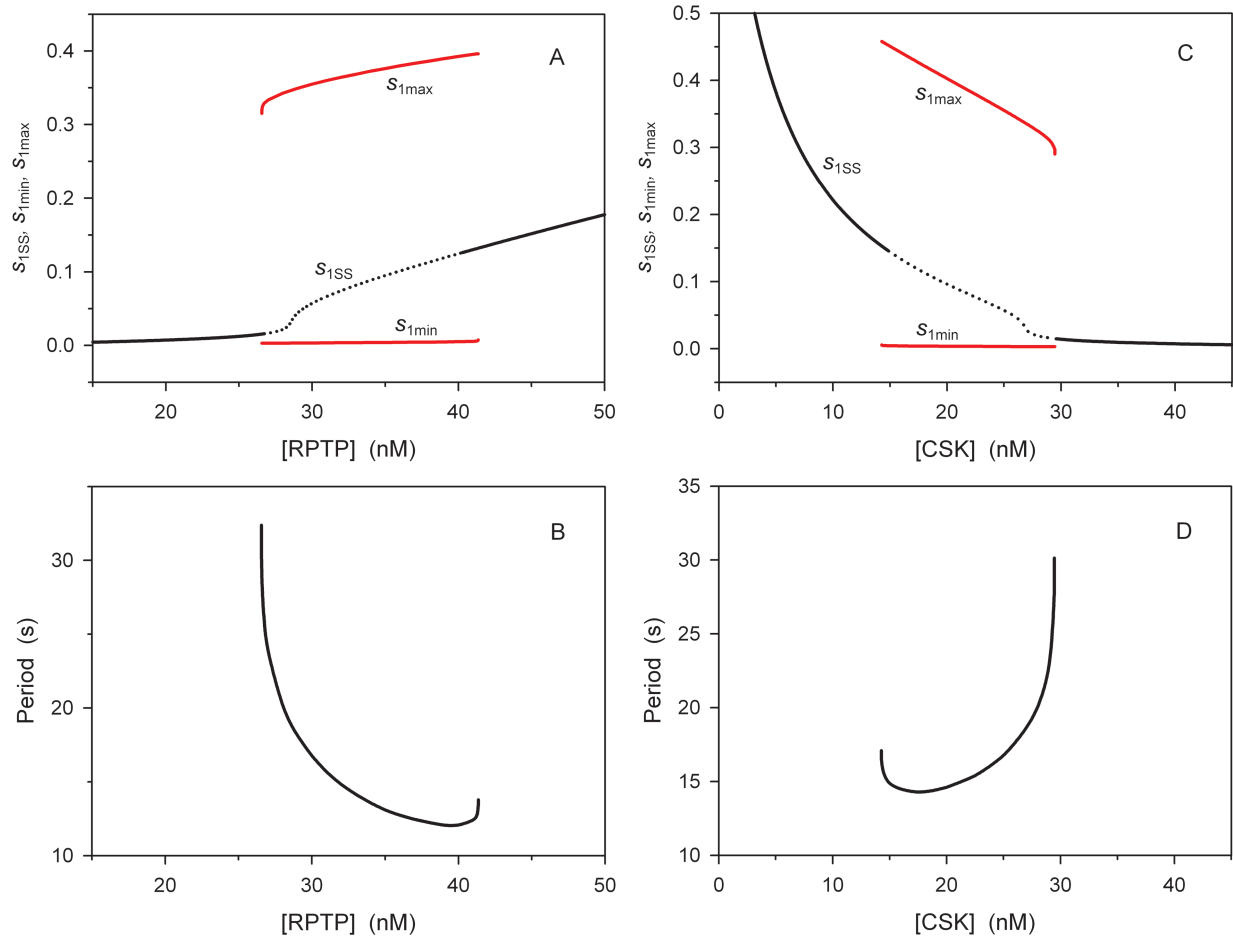 A
0.4
0.3
0.2
0.1
0.0
s1SS, s1min, s1max
s1max
s1SS
s1min
20 30 40 50
[RPTP] (nM)
C
0.5
0.4
0.3
0.2
0.1
0.0
s1SS, s1min, s1max
s1max
s1SS
s1min
0 10 20 30 40
[CSK] (nM)
B
30
20
10
Period (s)
20 30 40 50
[RPTP] (nM)
D
35
30
25
20
15
10
Period (s)
0 10 20 30 40
[CSK] (nM)